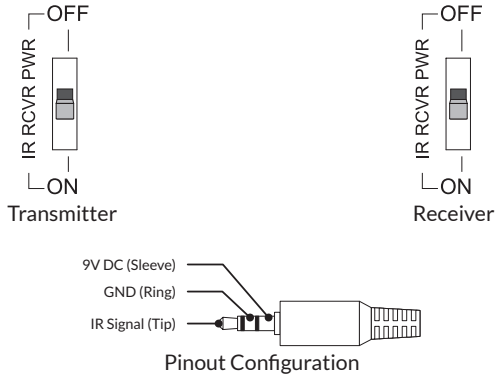 OFF
IR RCVR PWR
ON
Transmitter
OFF
IR RCVR PWR
ON
Receiver
9V DC (Sleeve)
GND (Ring)
IR Signal (Tip)
Pinout Configuration